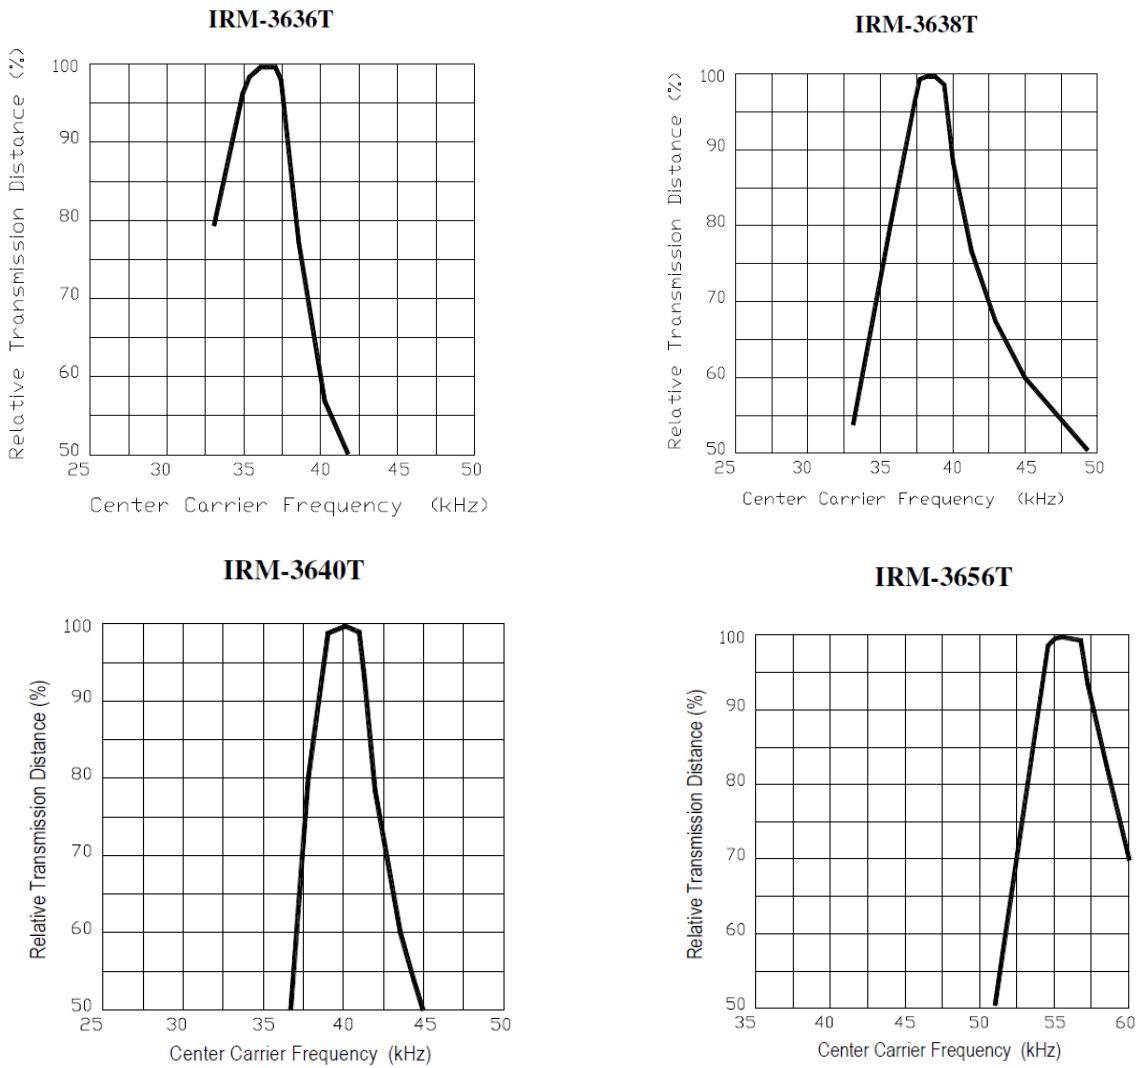 IRM-3636T
Relative Transmission Distance (%)
100
90
80
70
60
50
25 30 35 40 45 50
Center Carrier Frequency (kHz)
IRM-3638T
Relative Transmission Distance (%)
100
90
80
70
60
50
25 30 35 40 45 50
Center Carrier Frequency (kHz)
IRM-3640T
Relative Transmission Distance (%)
100
90
80
70
60
50
25 30 35 40 45 50
Center Carrier Frequency (kHz)
IRM-3656T
Relative Transmission Distance (%)
100
90
80
70
60
50
35 40 45 50 55 60
Center Carrier Frequency (kHz)